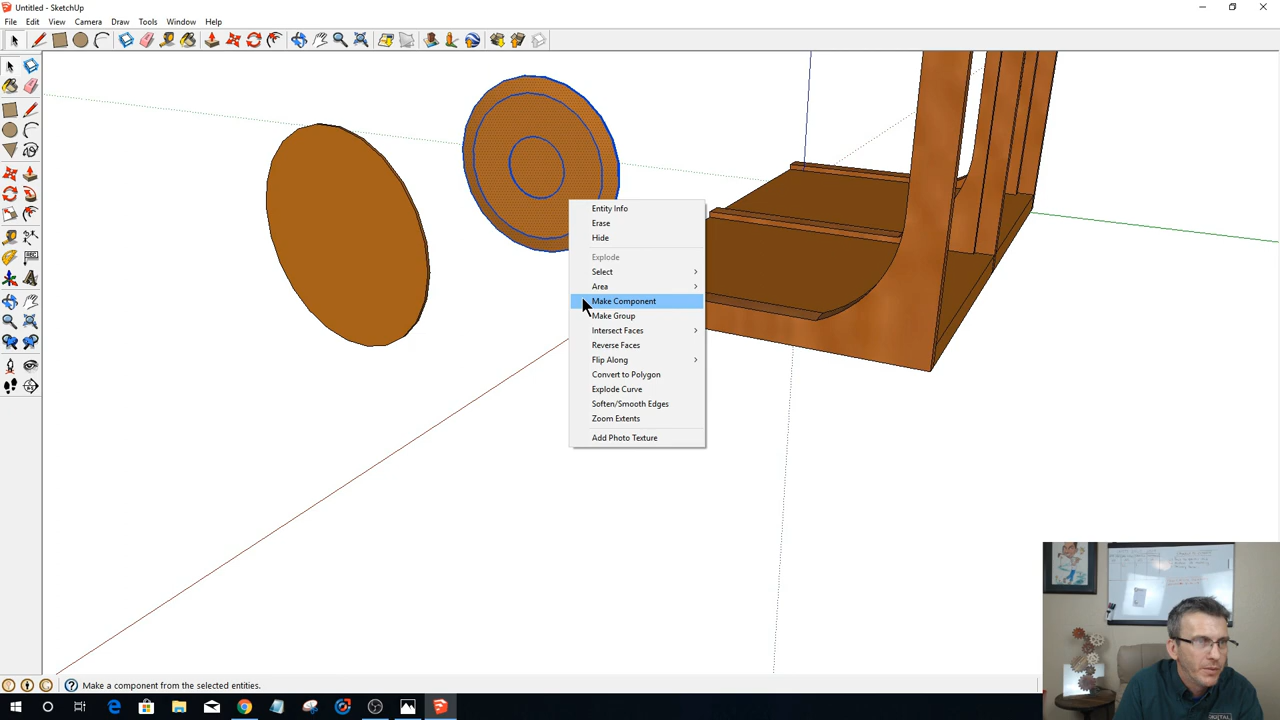 Untitled - SketchUp
File Edit View Camera Draw Tools Window Help
Entity Info
Erase
Hide
Explode
Select
Area
Make Component
Make Group
Intersect Faces
Reverse Faces
Flip Along
Convert to Polygon
Explode Curve
Soften/Smooth Edges
Zoom Extents
Add Photo Texture
Make a component from the selected entities.